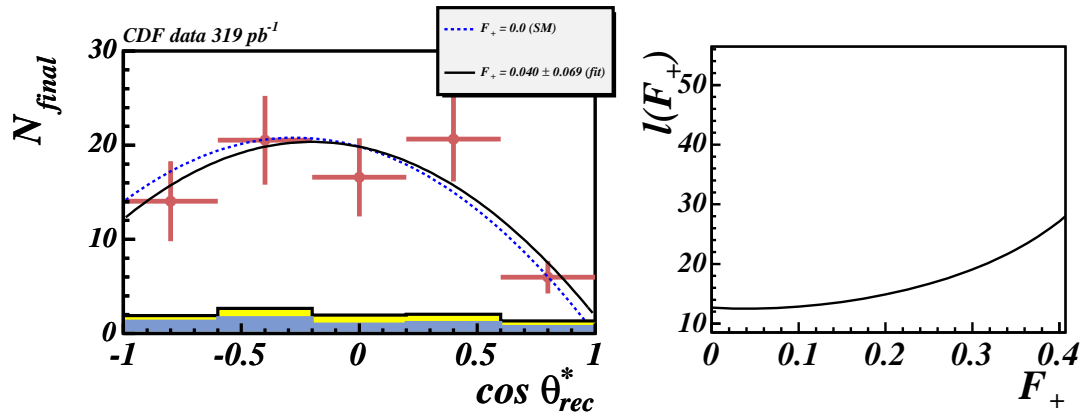 CDF data 319 pb⁻¹
F₊ = 0.0 (SM)
F₊ = 0.040 ± 0.069 (fit)
N_final
30
20
10
0
-1 -0.5 0 0.5 1
cos θ*_rec
l(F₊)
50
40
30
20
10
0 0.1 0.2 0.3 0.4
F₊